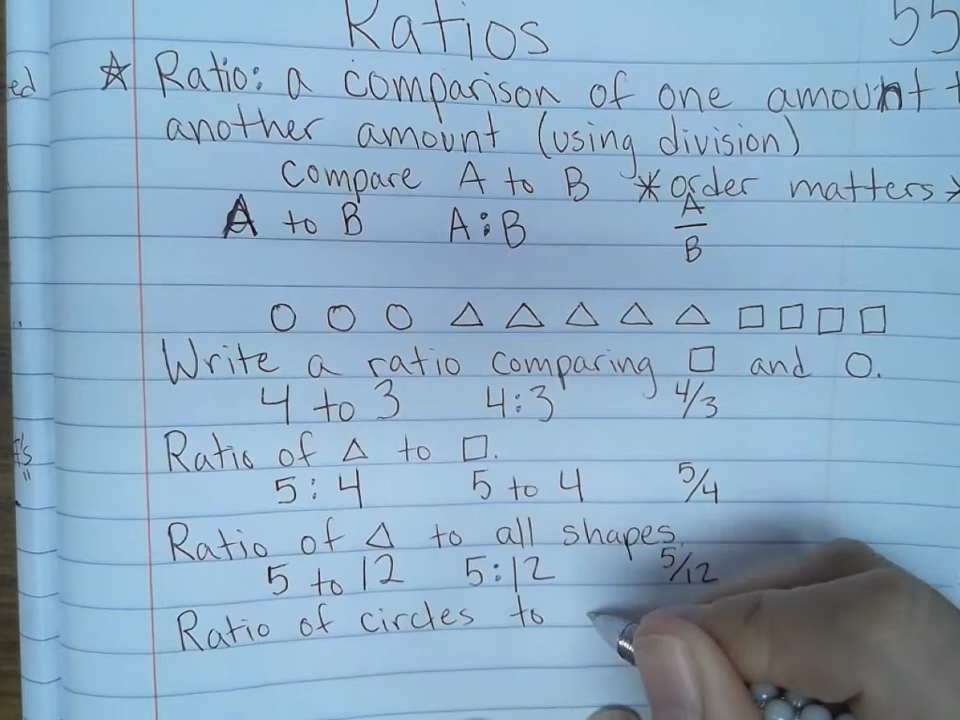 Ratios 55
ed
☆ Ratio: a comparison of one amount t
another amount (using division)
Compare A to B *order matters*
A to B A:B A/B
○ ○ ○ △ △ △ △ △ □ □ □ □
Write a ratio comparing □ and ○.
4 to 3 4:3 4/3
Ratio of △ to □.
5:4 5 to 4 5/4
Ratio of △ to all shapes.
5 to 12 5:12 5/12
Ratio of circles to